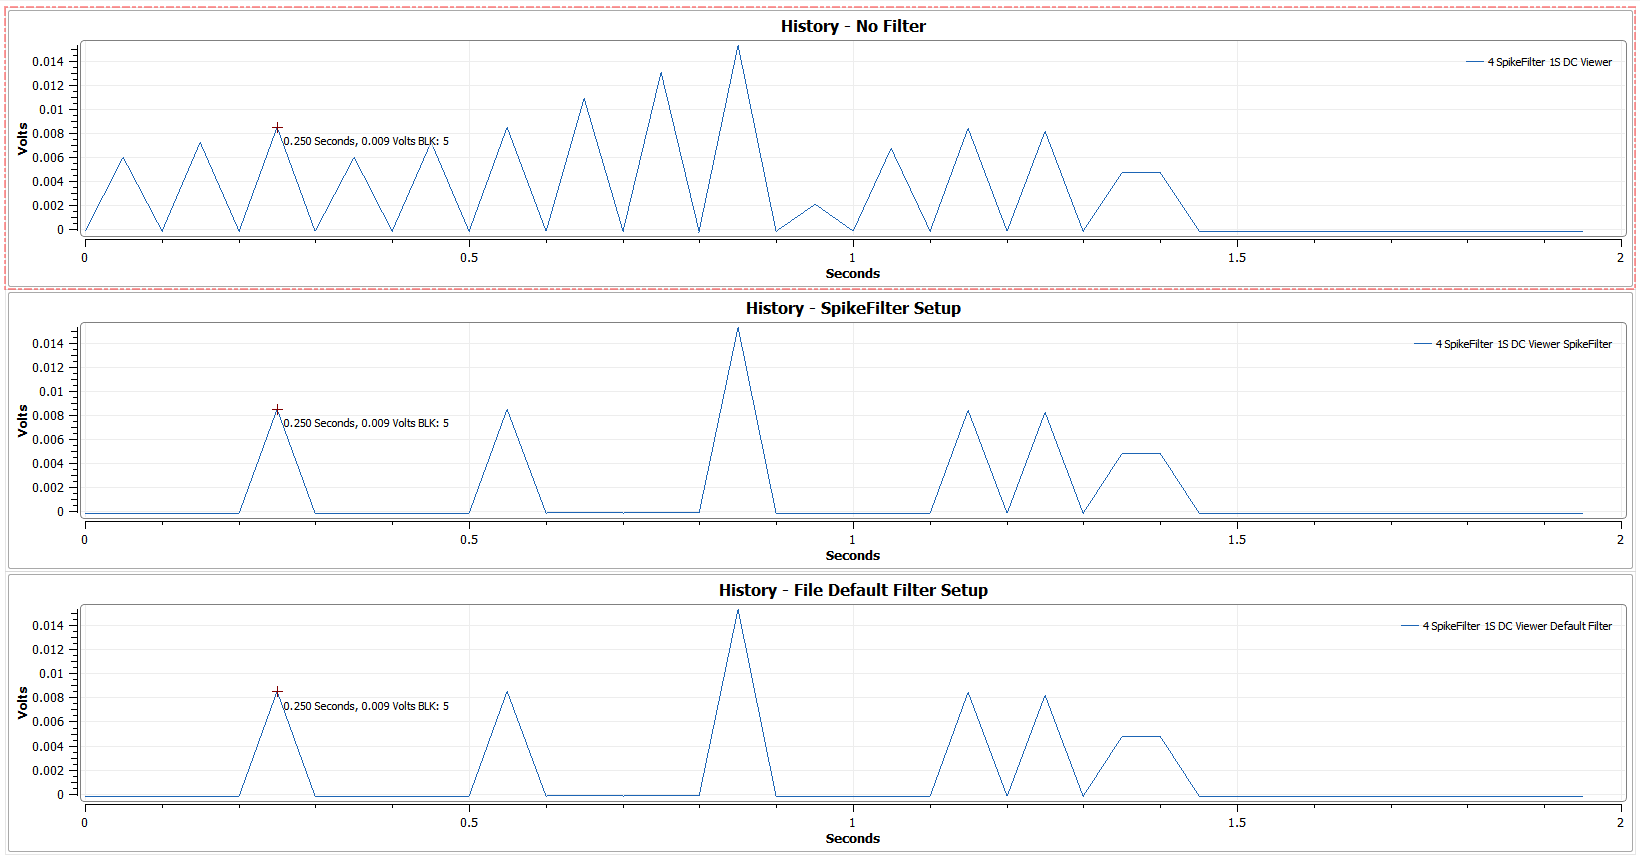 History - No Filter
4 SpikeFilter 1S DC Viewer
0.014
0.012
0.01
0.008
0.006
0.004
0.002
0
Volts
0.250 Seconds, 0.009 Volts BLK: 5
0 0.5 1 1.5 2
Seconds
History - SpikeFilter Setup
4 SpikeFilter 1S DC Viewer SpikeFilter
0.014
0.012
0.01
0.008
0.006
0.004
0.002
0
Volts
0.250 Seconds, 0.009 Volts BLK: 5
0 0.5 1 1.5 2
Seconds
History - File Default Filter Setup
4 SpikeFilter 1S DC Viewer Default Filter
0.014
0.012
0.01
0.008
0.006
0.004
0.002
0
Volts
0.250 Seconds, 0.009 Volts BLK: 5
0 0.5 1 1.5 2
Seconds